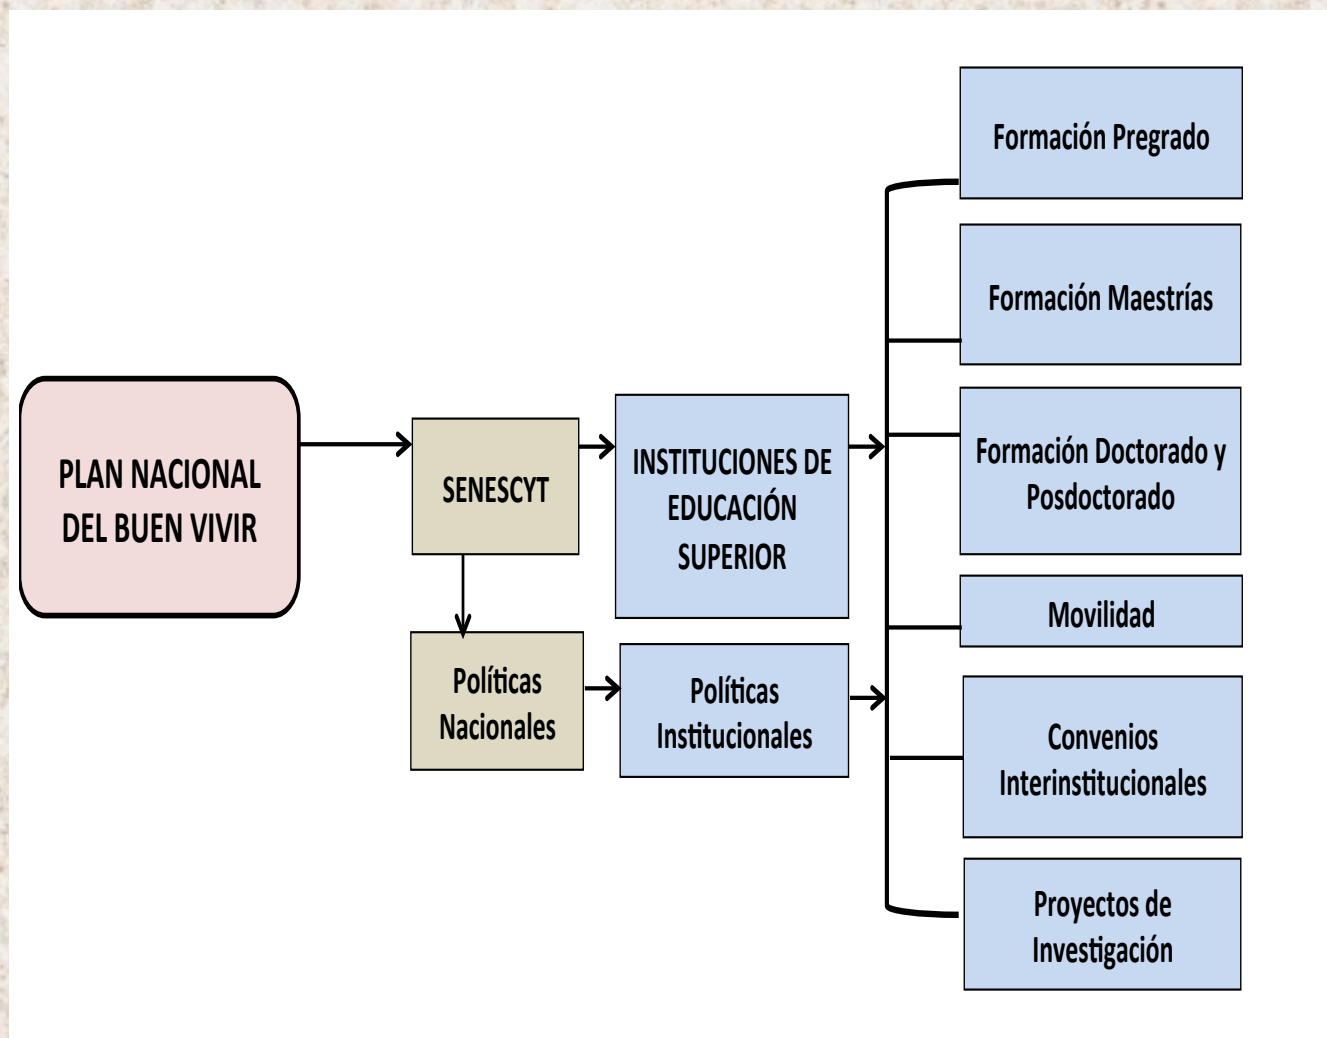 PLAN NACIONAL
DEL BUEN VIVIR
SENESCYT
Políticas
Nacionales
INSTITUCIONES DE
EDUCACIÓN
SUPERIOR
Políticas
Institucionales
Formación Pregrado
Formación Maestrías
Formación Doctorado y
Posdoctorado
Movilidad
Convenios
Interinstitucionales
Proyectos de
Investigación